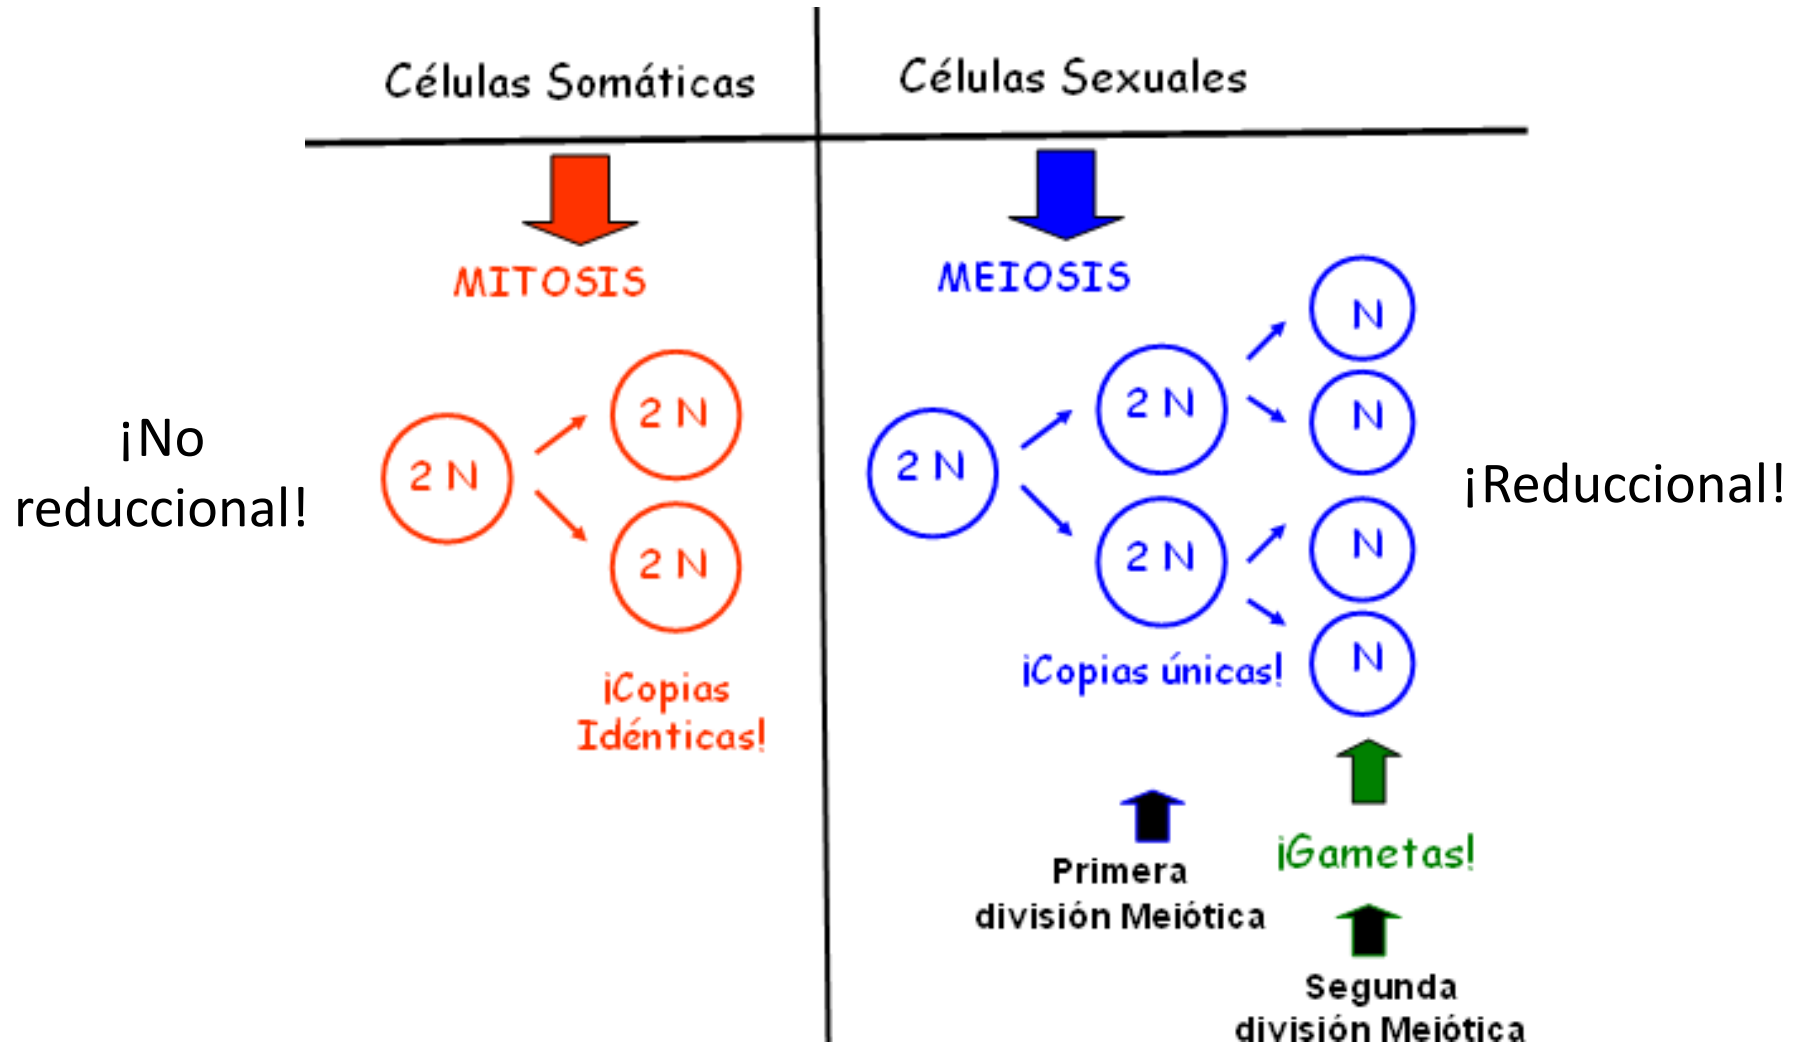 Células Somáticas
Células Sexuales
MITOSIS
MEIOSIS
¡No
reduccional!
2 N
2 N
2 N
¡Copias
Idénticas!
2 N
2 N
2 N
N
N
N
N
¡Reduccional!
¡Copias únicas!
Primera
división Meiótica
¡Gametas!
Segunda
división Meiótica